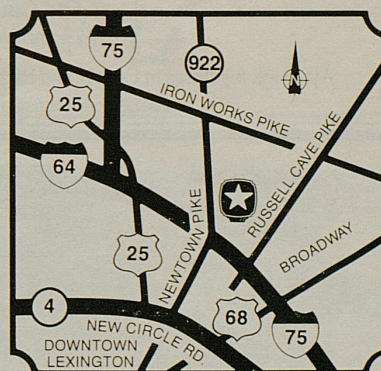 75
922
N
25
IRON WORKS PIKE
64
RUSSELL CAVE PIKE
NEWTOWN PIKE
25
BROADWAY
4
68
NEW CIRCLE RD.
75
DOWNTOWN
LEXINGTON